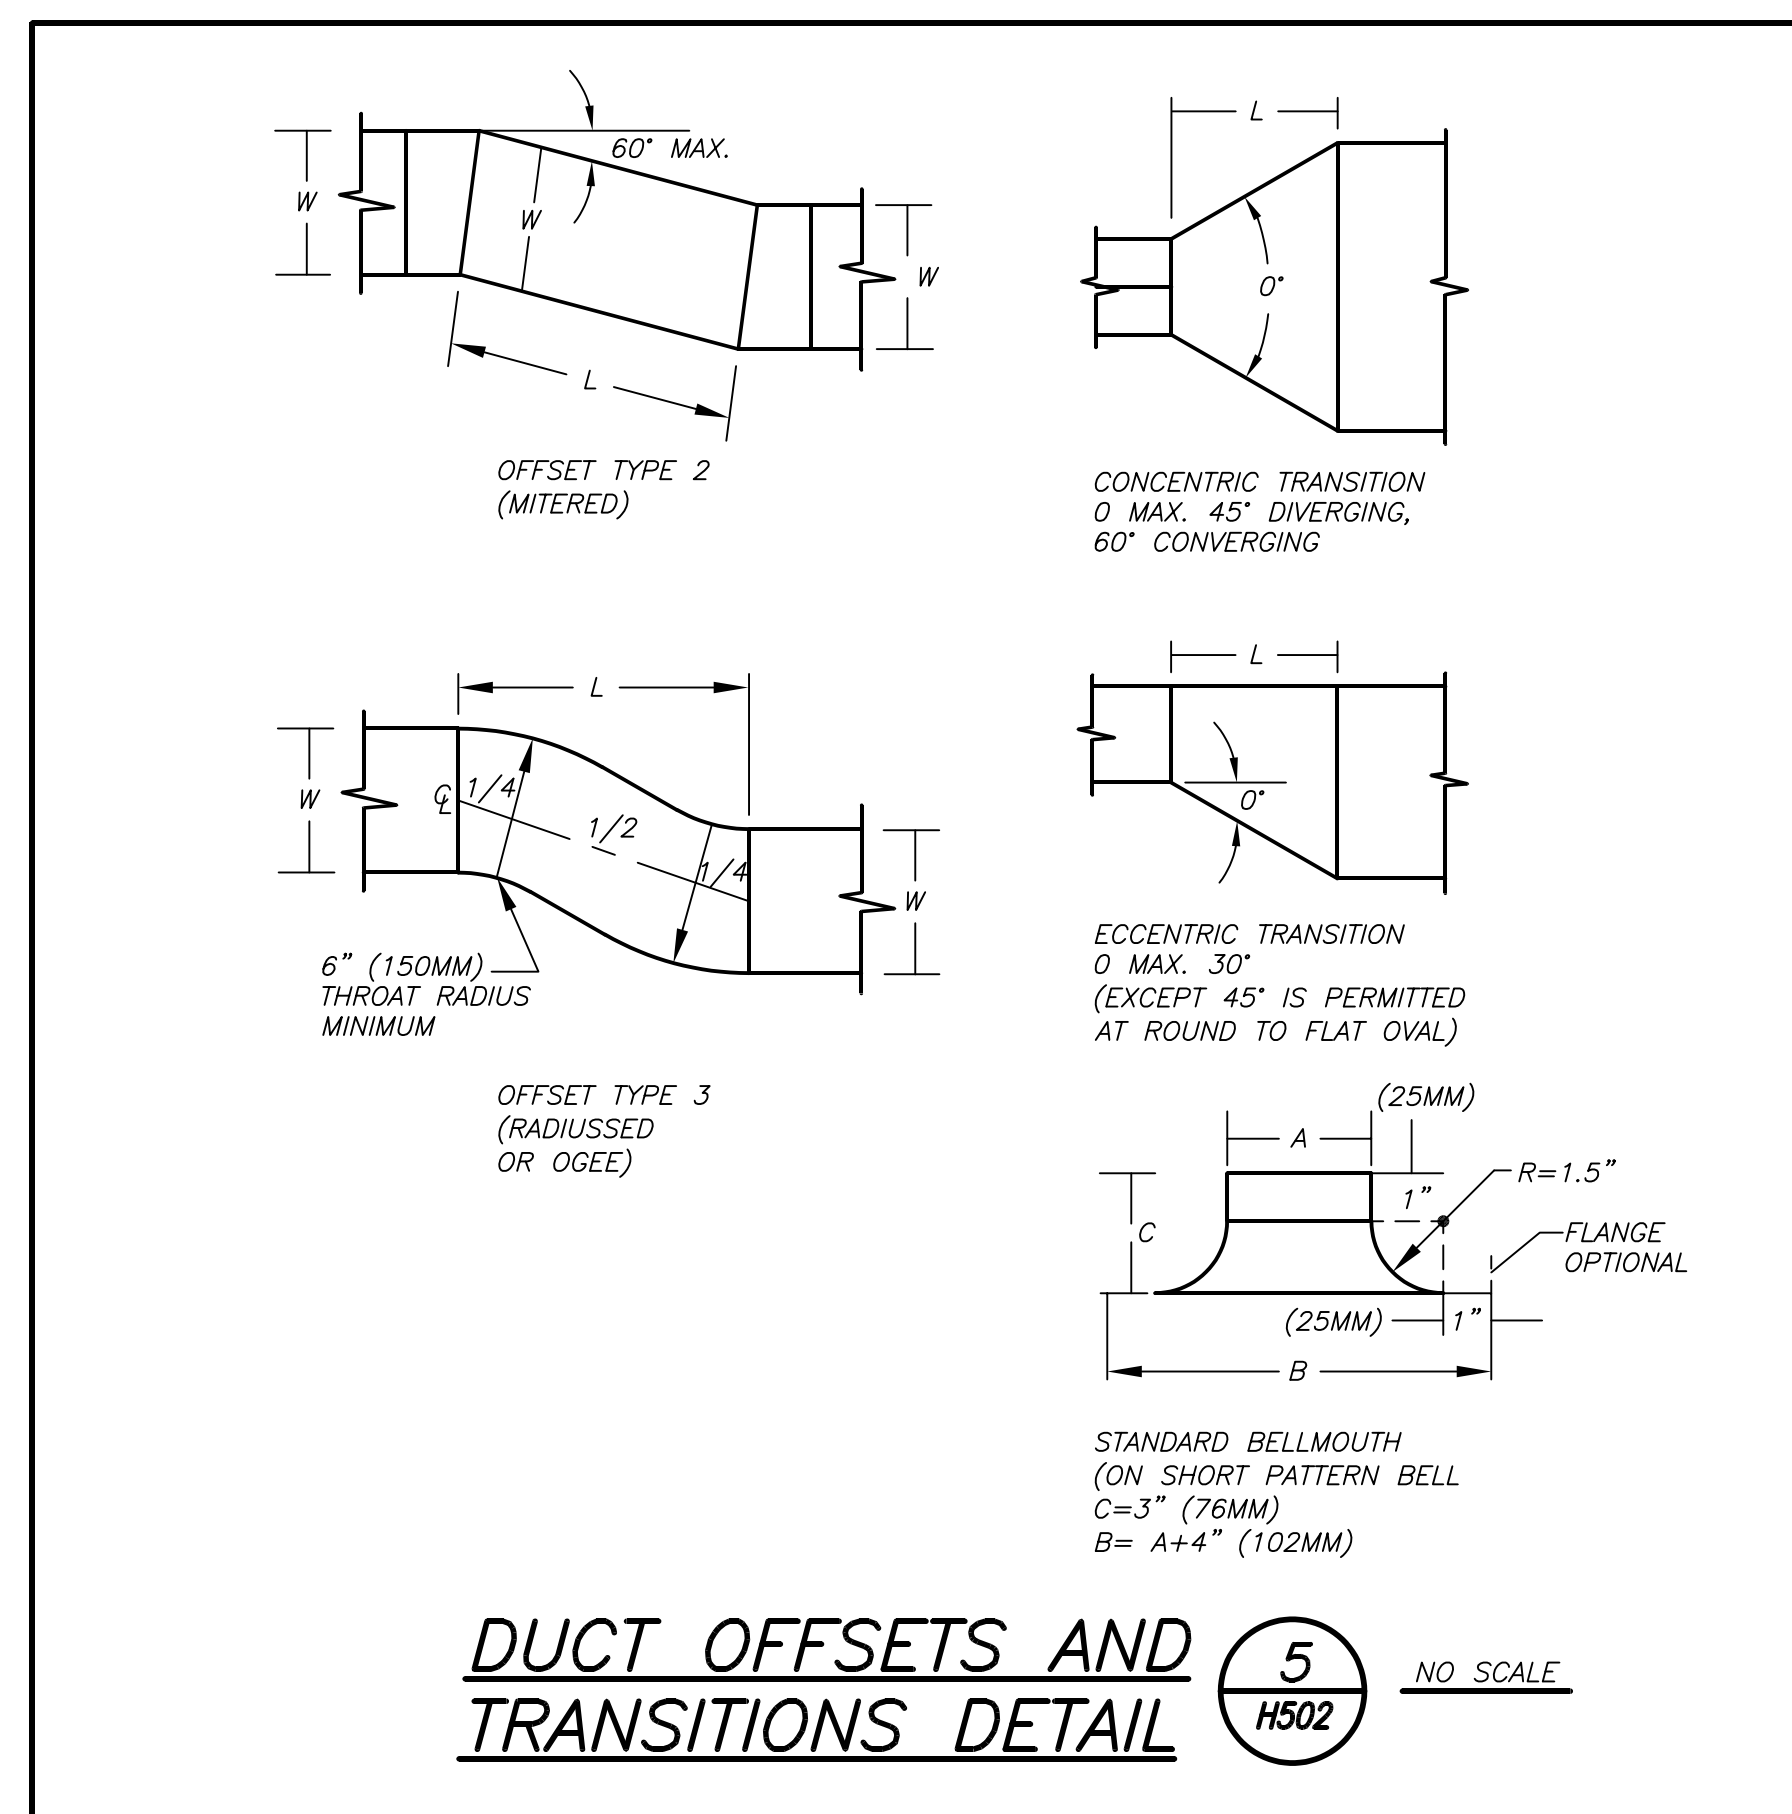 60° MAX.
W
W
W
L
OFFSET TYPE 2
(MITERED)
L
0°
CONCENTRIC TRANSITION
0 MAX. 45° DIVERGING,
60° CONVERGING
L
W
℄
1/4
1/2
1/4
W
6" (150MM)
THROAT RADIUS
MINIMUM
OFFSET TYPE 3
(RADIUSSED
OR OGEE)
L
0°
ECCENTRIC TRANSITION
0 MAX. 30°
(EXCEPT 45° IS PERMITTED
AT ROUND TO FLAT OVAL)
(25MM)
A
R=1.5"
1"
C
FLANGE
OPTIONAL
(25MM)
1"
B
STANDARD BELLMOUTH
(ON SHORT PATTERN BELL
C=3" (76MM)
B= A+4" (102MM)
DUCT OFFSETS AND
TRANSITIONS DETAIL
5
H502
NO SCALE